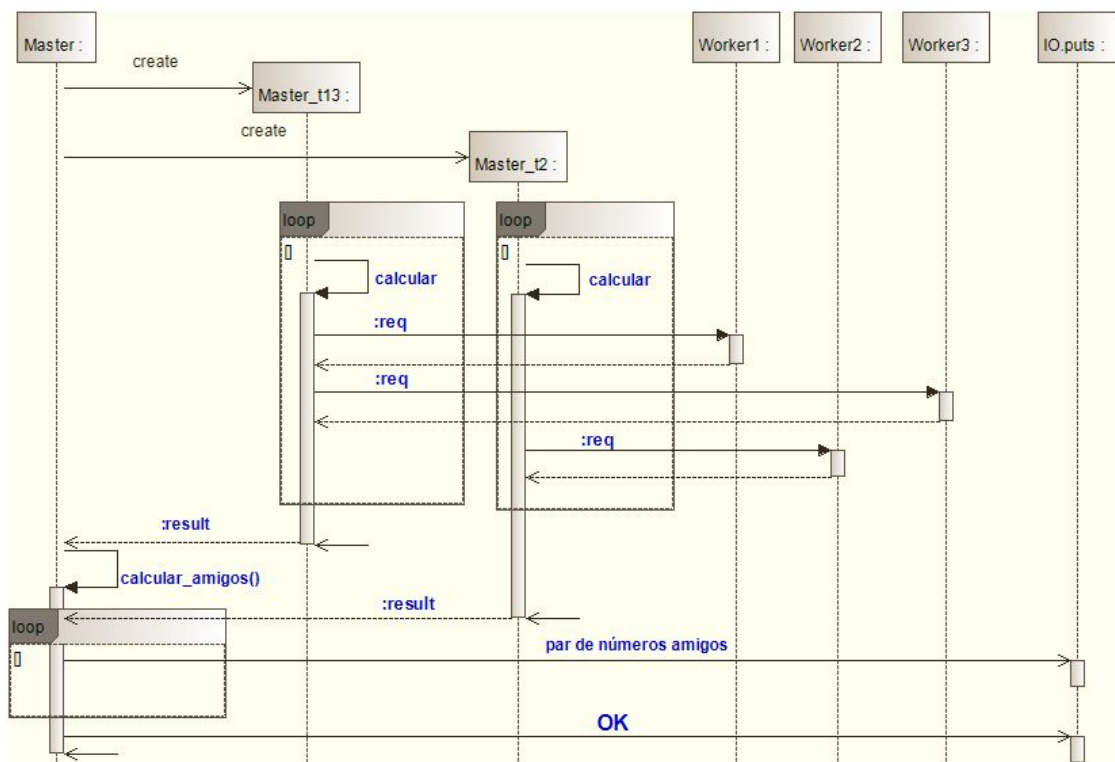 Master :
Worker1 :
Worker2 :
Worker3 :
IO.puts :
create
Master_t13 :
create
Master_t2 :
loop
[]
calcular
loop
[]
calcular
:req
:req
:req
:result
calcular_amigos()
:result
loop
[]
par de números amigos
OK